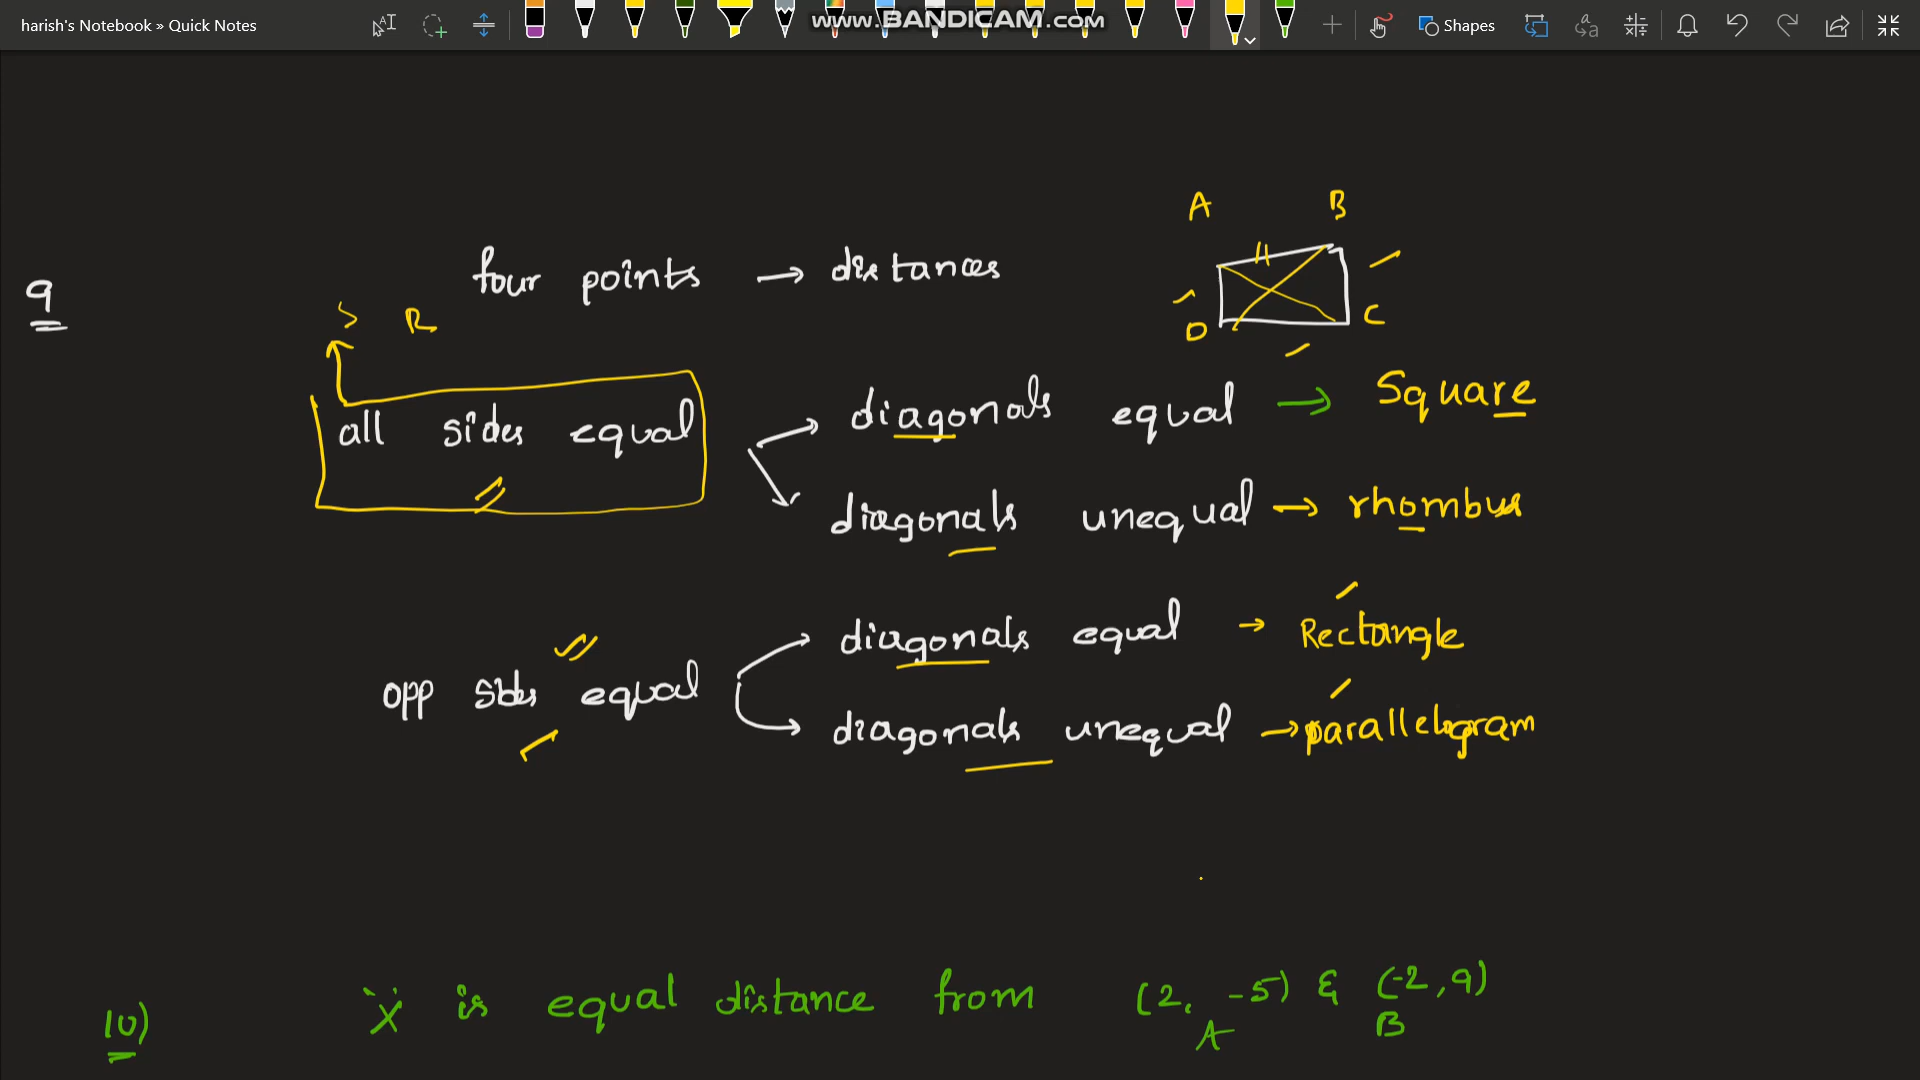 harish's Notebook » Quick Notes
www.BANDICAM.com
Shapes
A B
four points → distances
9
D C
> R
all sides equal
diagonals equal → Square
diagonals unequal → rhombus
opp sides equal
diagonals equal → Rectangle
diagonals unequal → parallelogram
10) X is equal distance from (2, -5) & (-2, 9)
A B